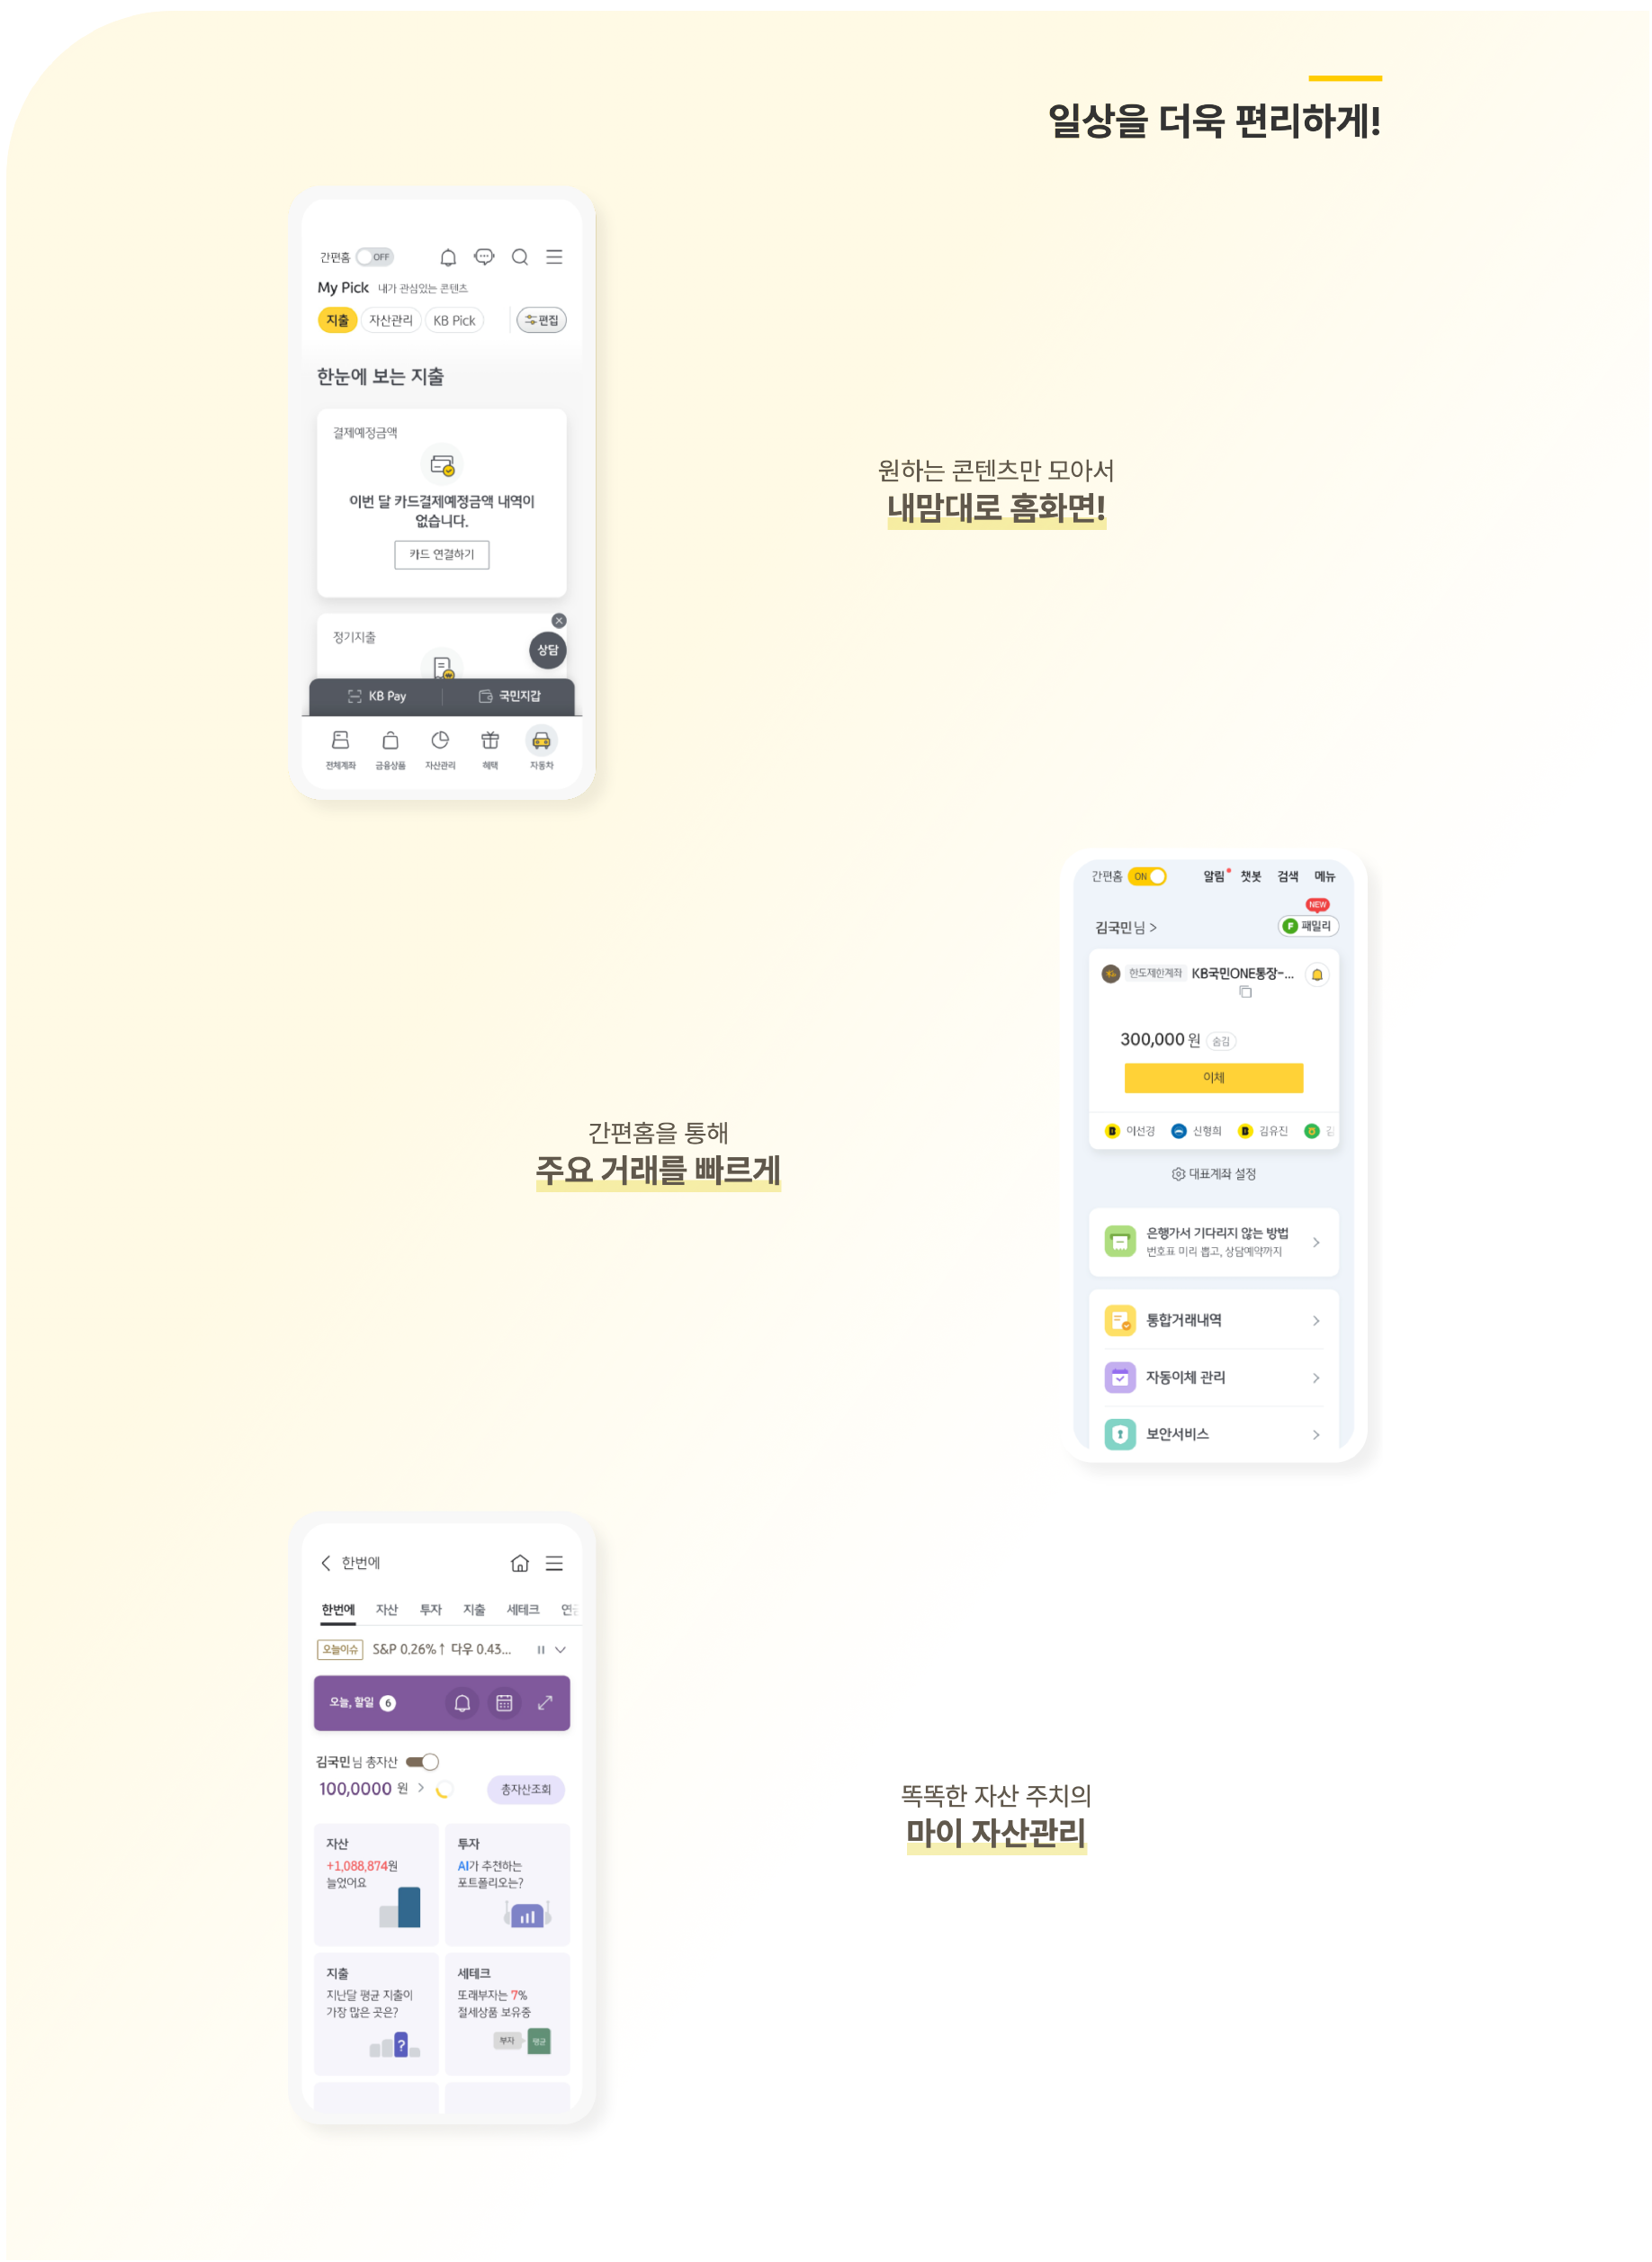 일상을 더욱 편리하게!
간편홈 OFF
My Pick 내가 관심있는 콘텐츠
지출 자산관리 KB Pick 편집
한눈에 보는 지출
결제예정금액
이번 달 카드결제예정금액 내역이
없습니다.
카드 연결하기
정기지출
상담
KB Pay 국민지갑
전체계좌 금융상품 자산관리 혜택 자동차
원하는 콘텐츠만 모아서
내맘대로 홈화면!
간편홈을 통해
주요 거래를 빠르게
간편홈 ON 알림 챗봇 검색 메뉴
NEW
김국민님 > F 패밀리
한도제한계좌 KB국민ONE통장-...
300,000 원 숨김
이체
B 이선경 신형희 B 김유진 김
대표계좌 설정
은행가서 기다리지 않는 방법
번호표 미리 뽑고, 상담예약까지
통합거래내역
자동이체 관리
보안서비스
한번에
한번에 자산 투자 지출 세테크 연금
오늘이슈 S&P 0.26%↑ 다우 0.43...
오늘, 할일 6
김국민 님 총자산
100,0000 원 >
총자산조회
자산
+1,088,874원
늘었어요
투자
AI가 추천하는
포트폴리오는?
지출
지난달 평균 지출이
가장 많은 곳은?
?
세테크
또래부자는 7%
절세상품 보유중
부자 평균
똑똑한 자산 주치의
마이 자산관리